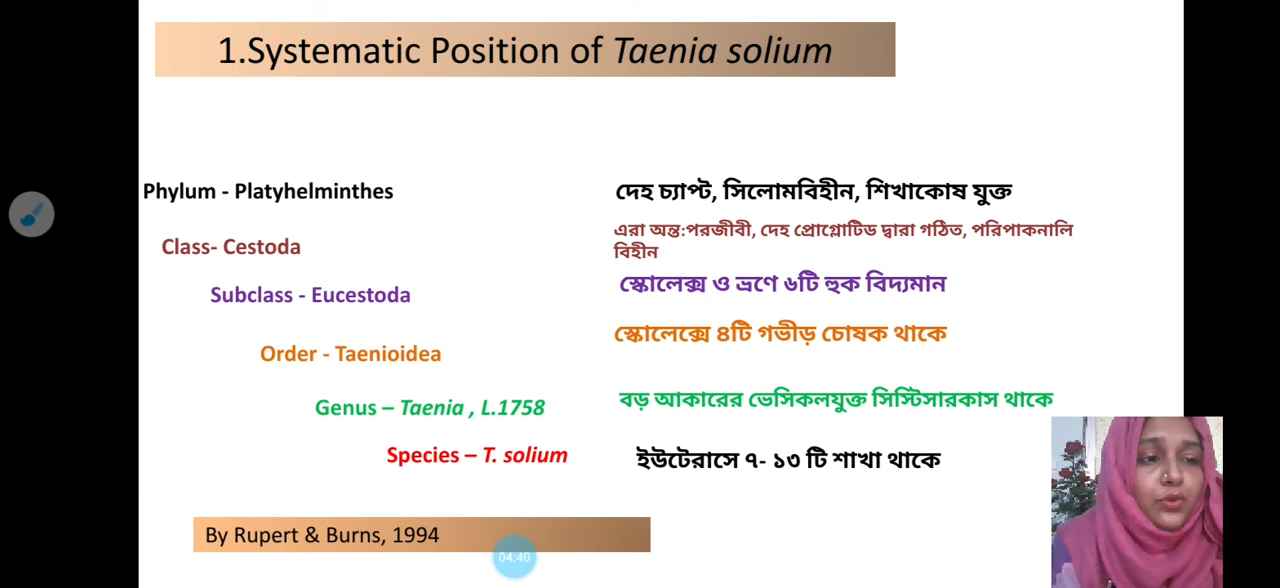 1.Systematic Position of Taenia solium
Phylum - Platyhelminthes
দেহ চ্যাপ্ট, সিলোমবিহীন, শিখাকোষ যুক্ত
Class- Cestoda
এরা অন্ত:পরজীবী, দেহ প্রোগ্লোটিড দ্বারা গঠিত, পরিপাকনালি
বিহীন
Subclass - Eucestoda
স্কোলেক্স ও ভ্রণে ৬টি হুক বিদ্যমান
Order - Taenioidea
স্কোলেক্সে ৪টি গভীড় চোষক থাকে
Genus – Taenia , L.1758
বড় আকারের ভেসিকলযুক্ত সিস্টিসারকাস থাকে
Species – T. solium
ইউটেরাসে ৭- ১৩ টি শাখা থাকে
By Rupert & Burns, 1994
04:40